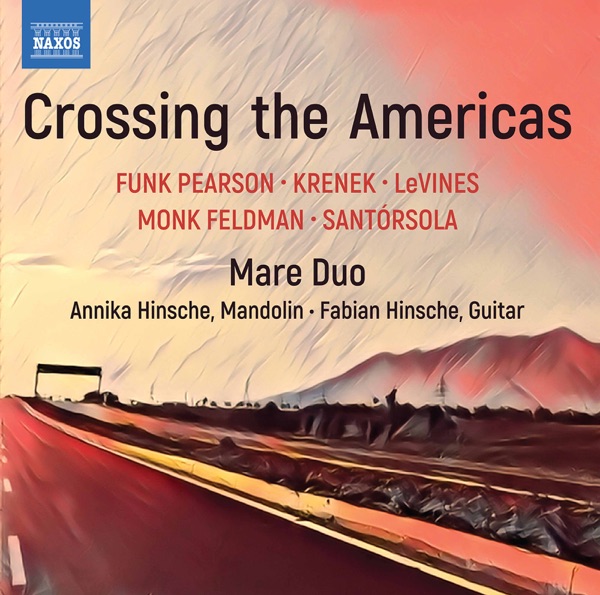 NAXOS
Crossing the Americas
FUNK PEARSON • KRENEK • LeVINES
MONK FELDMAN • SANTÓRSOLA
Mare Duo
Annika Hinsche, Mandolin • Fabian Hinsche, Guitar